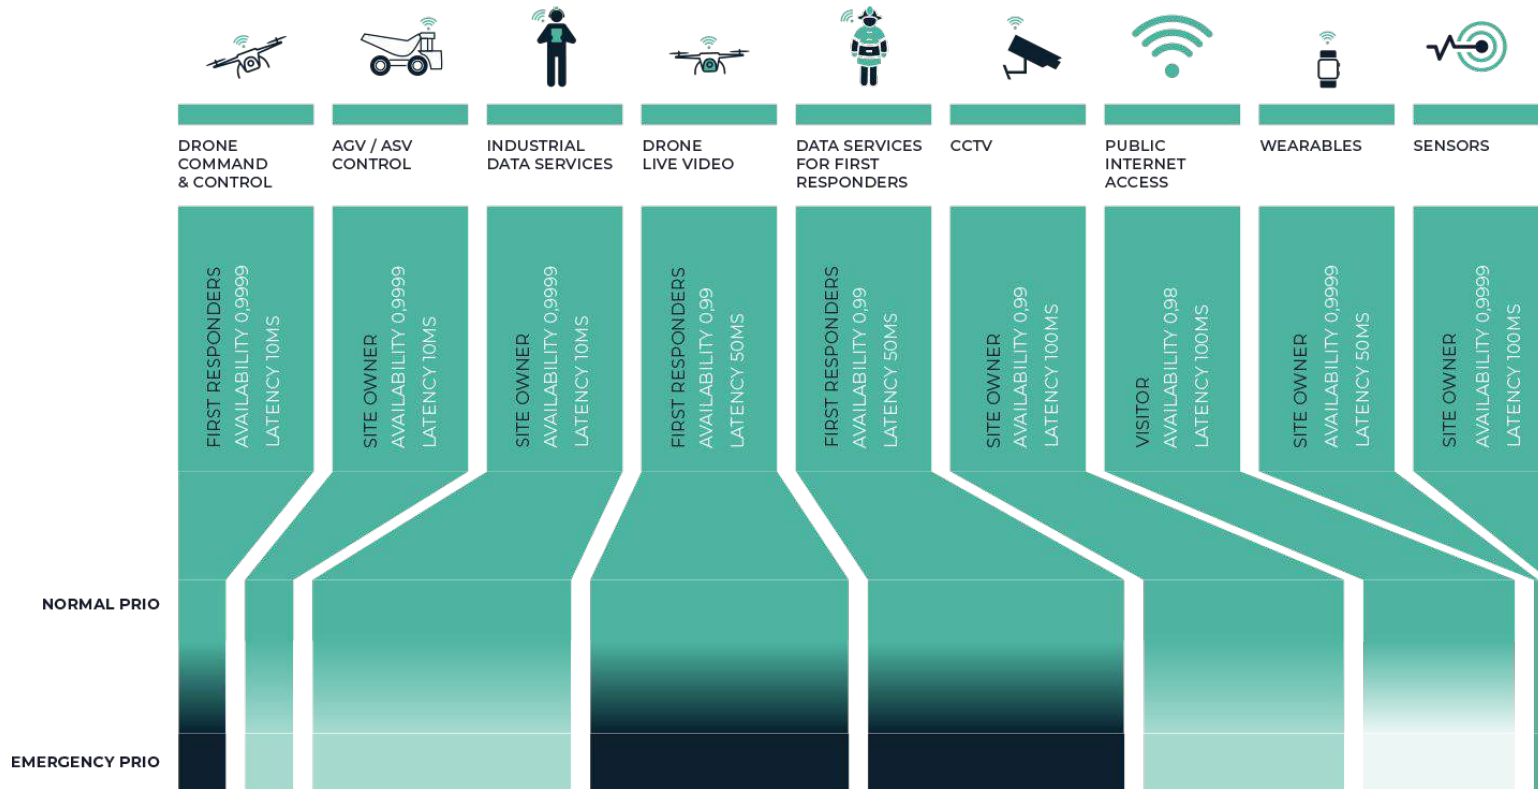 DRONE
COMMAND
& CONTROL
AGV / ASV
CONTROL
INDUSTRIAL
DATA SERVICES
DRONE
LIVE VIDEO
DATA SERVICES
FOR FIRST
RESPONDERS
CCTV
PUBLIC
INTERNET
ACCESS
WEARABLES
SENSORS
FIRST RESPONDERS
AVAILABILITY 0,9999
LATENCY 10MS
SITE OWNER
AVAILABILITY 0,9999
LATENCY 10MS
SITE OWNER
AVAILABILITY 0,9999
LATENCY 10MS
FIRST RESPONDERS
AVAILABILITY 0,99
LATENCY 50MS
FIRST RESPONDERS
AVAILABILITY 0,99
LATENCY 50MS
SITE OWNER
AVAILABILITY 0,99
LATENCY 100MS
VISITOR
AVAILABILITY 0,98
LATENCY 100MS
SITE OWNER
AVAILABILITY 0,9999
LATENCY 50MS
SITE OWNER
AVAILABILITY 0,9999
LATENCY 100MS
NORMAL PRIO
EMERGENCY PRIO